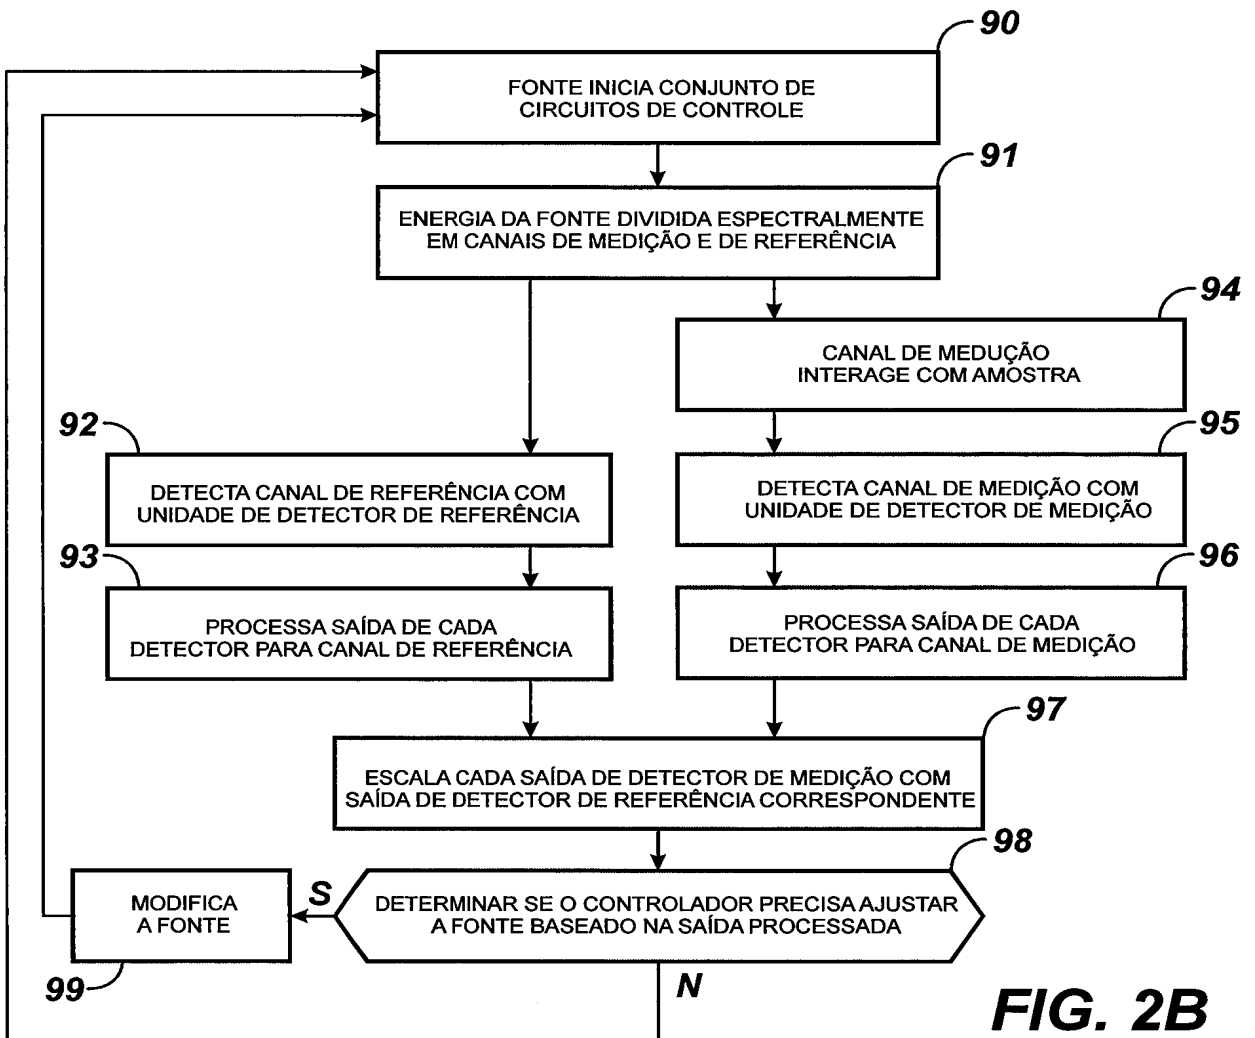 90
FONTE INICIA CONJUNTO DE
CIRCUITOS DE CONTROLE
91
ENERGIA DA FONTE DIVIDIDA ESPECTRALMENTE
EM CANAIS DE MEDIÇÃO E DE REFERÊNCIA
94
CANAL DE MEDUÇÃO
INTERAGE COM AMOSTRA
92
DETECTA CANAL DE REFERÊNCIA COM
UNIDADE DE DETECTOR DE REFERÊNCIA
95
DETECTA CANAL DE MEDIÇÃO COM
UNIDADE DE DETECTOR DE MEDIÇÃO
93
PROCESSA SAÍDA DE CADA
DETECTOR PARA CANAL DE REFERÊNCIA
96
PROCESSA SAÍDA DE CADA
DETECTOR PARA CANAL DE MEDIÇÃO
97
ESCALA CADA SAÍDA DE DETECTOR DE MEDIÇÃO COM
SAÍDA DE DETECTOR DE REFERÊNCIA CORRESPONDENTE
98
DETERMINAR SE O CONTROLADOR PRECISA AJUSTAR
A FONTE BASEADO NA SAÍDA PROCESSADA
S
MODIFICA
A FONTE
99
N
FIG. 2B